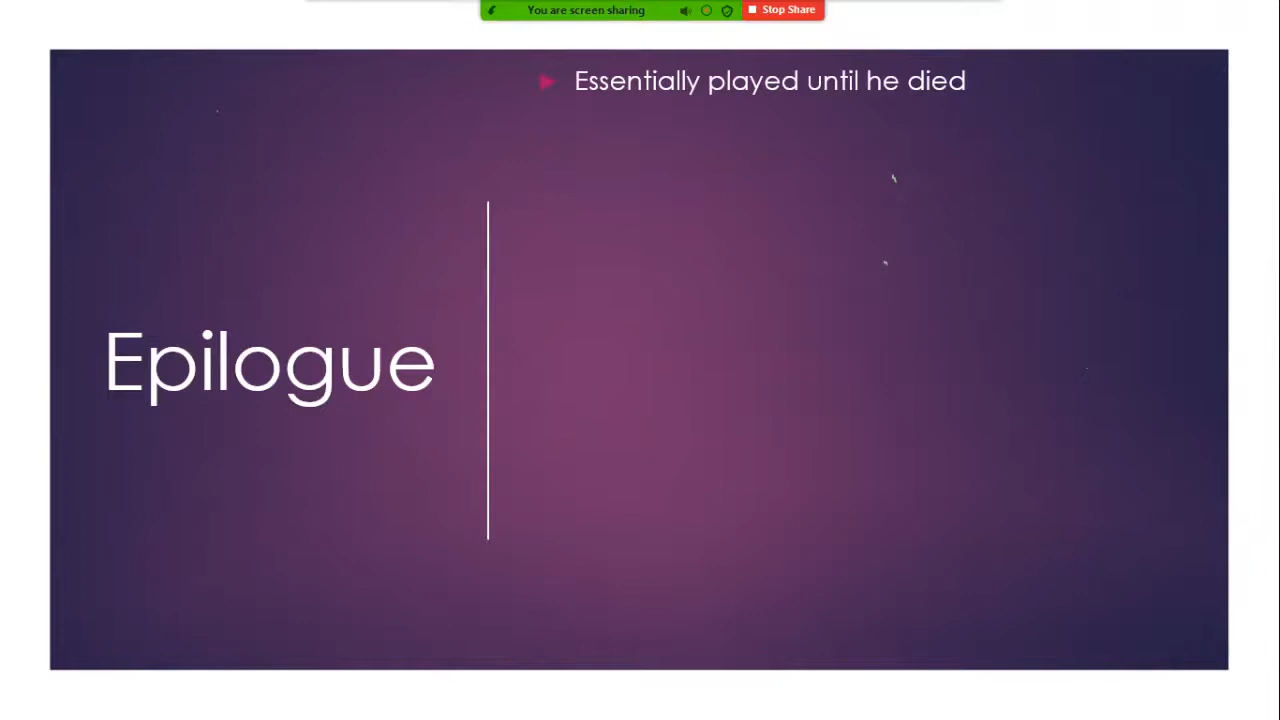 You are screen sharing
Stop Share
Essentially played until he died
Epilogue